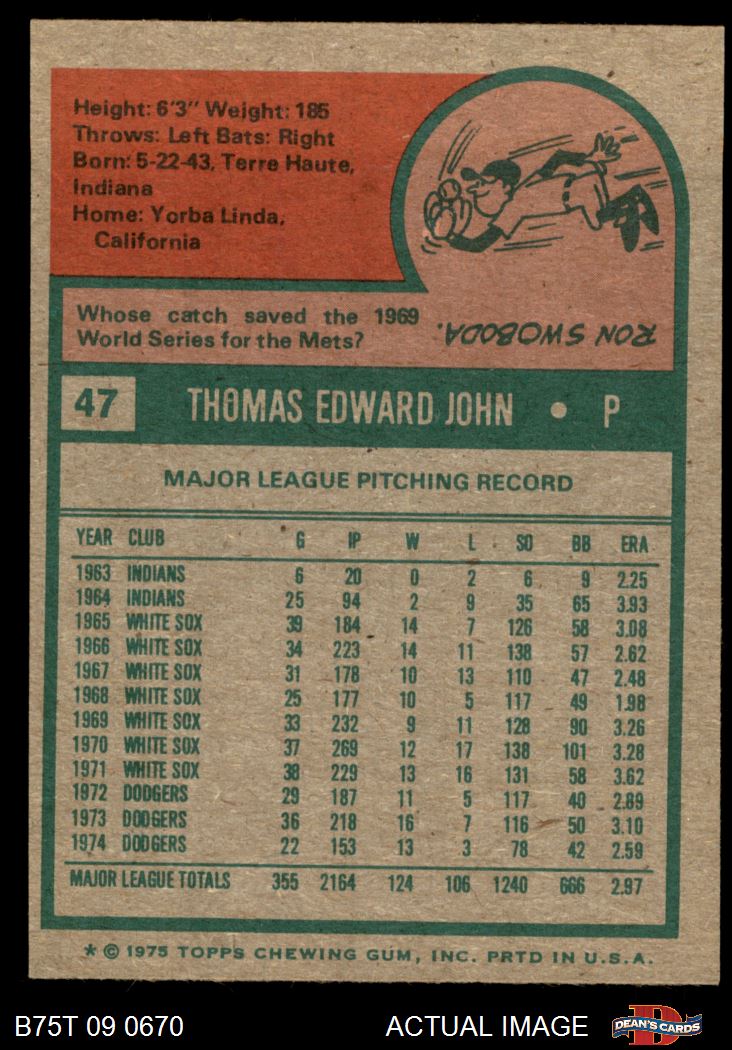 Height: 6'3" Weight: 185
Throws: Left Bats: Right
Born: 5-22-43, Terre Haute,
Indiana
Home: Yorba Linda,
California
Whose catch saved the 1969
World Series for the Mets?
RON SWOBODA.
47 THOMAS EDWARD JOHN • P
MAJOR LEAGUE PITCHING RECORD
YEAR CLUB G IP W L SO BB ERA
1963 INDIANS 6 20 0 2 6 9 2.25
1964 INDIANS 25 94 2 9 35 65 3.93
1965 WHITE SOX 39 184 14 7 126 58 3.08
1966 WHITE SOX 34 223 14 11 138 57 2.62
1967 WHITE SOX 31 178 10 13 110 47 2.48
1968 WHITE SOX 25 177 10 5 117 49 1.98
1969 WHITE SOX 33 232 9 11 128 90 3.26
1970 WHITE SOX 37 269 12 17 138 101 3.28
1971 WHITE SOX 38 229 13 16 131 58 3.62
1972 DODGERS 29 187 11 5 117 40 2.89
1973 DODGERS 36 218 16 7 116 50 3.10
1974 DODGERS 22 153 13 3 78 42 2.59
MAJOR LEAGUE TOTALS 355 2164 124 106 1240 666 2.97
* © 1975 TOPPS CHEWING GUM, INC. PRTD IN U.S.A.
B75T 09 0670 ACTUAL IMAGE D DEAN'S CARDS